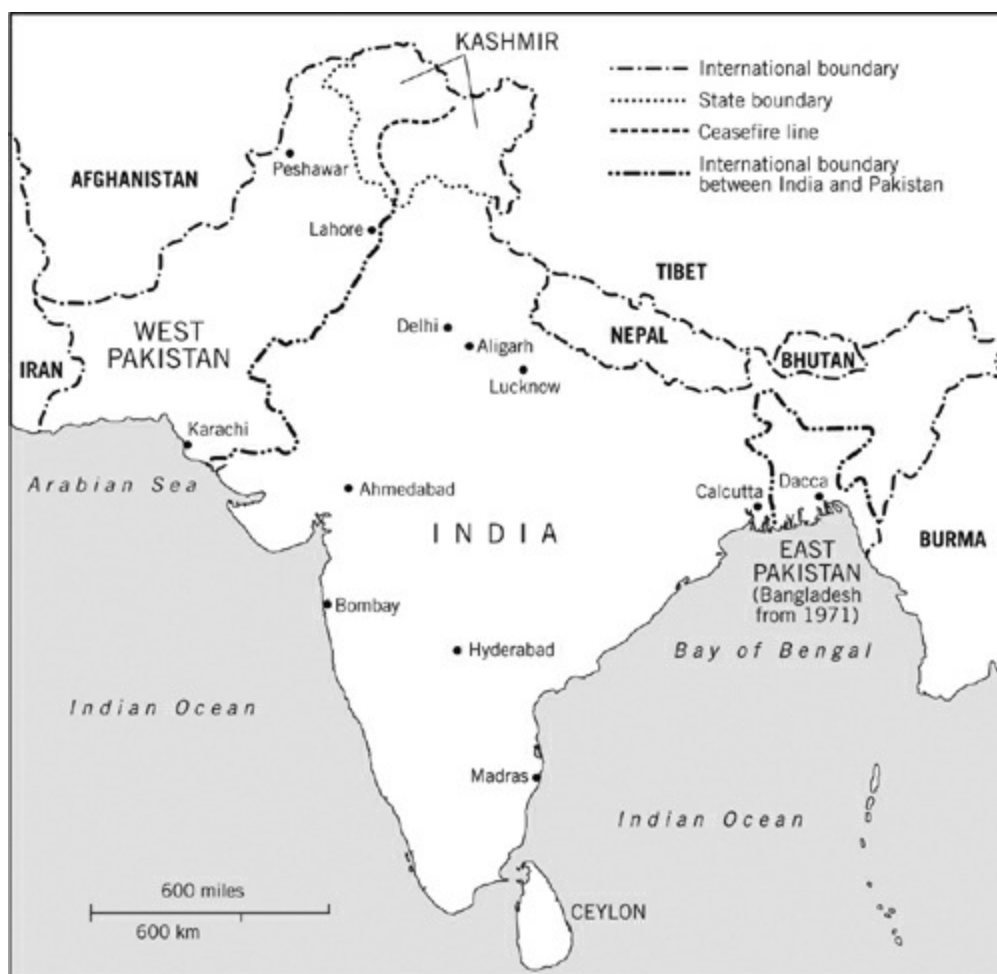 KASHMIR
International boundary
State boundary
Ceasefire line
International boundary
between India and Pakistan
Peshawar
AFGHANISTAN
Lahore
TIBET
WEST
PAKISTAN
Delhi
Aligarh
Lucknow
NEPAL
BHUTAN
IRAN
Karachi
Arabian Sea
Ahmedabad
Calcutta
Dacca
INDIA
BURMA
EAST
PAKISTAN
(Bangladesh
from 1971)
Bombay
Hyderabad
Bay of Bengal
Indian Ocean
Madras
Indian Ocean
600 miles
600 km
CEYLON